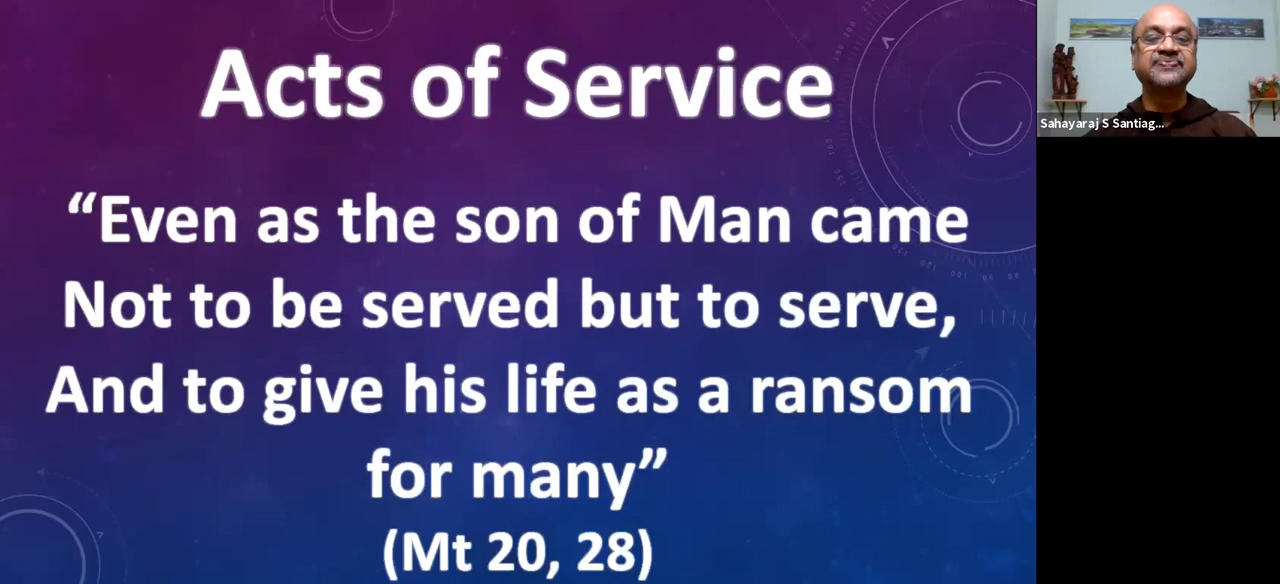 Acts of Service
“Even as the son of Man came
Not to be served but to serve,
And to give his life as a ransom
for many”
(Mt 20, 28)
Sahayaraj S Santiag...